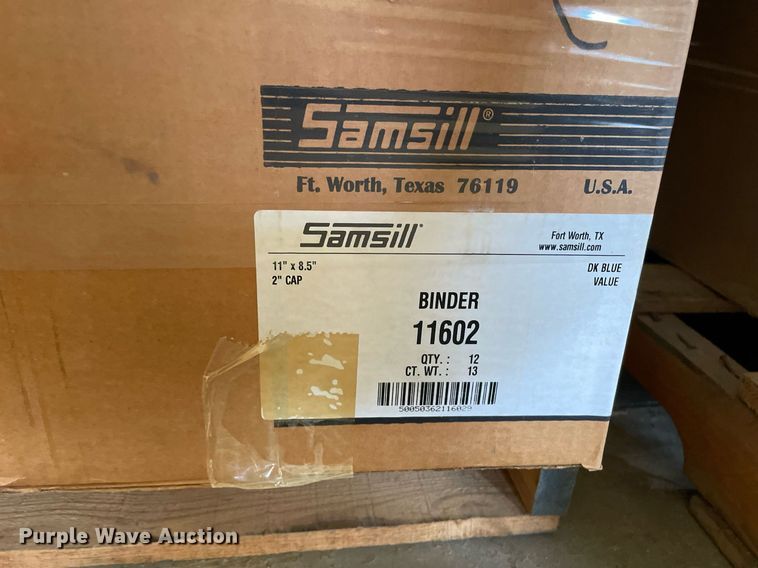 Samsill®
Ft. Worth, Texas 76119 U.S.A.
Samsill®
Fort Worth, TX
www.samsill.com
11" x 8.5" DK BLUE
2" CAP VALUE
BINDER
11602
QTY. : 12
CT. WT. : 13
50050362116029
Purple Wave Auction